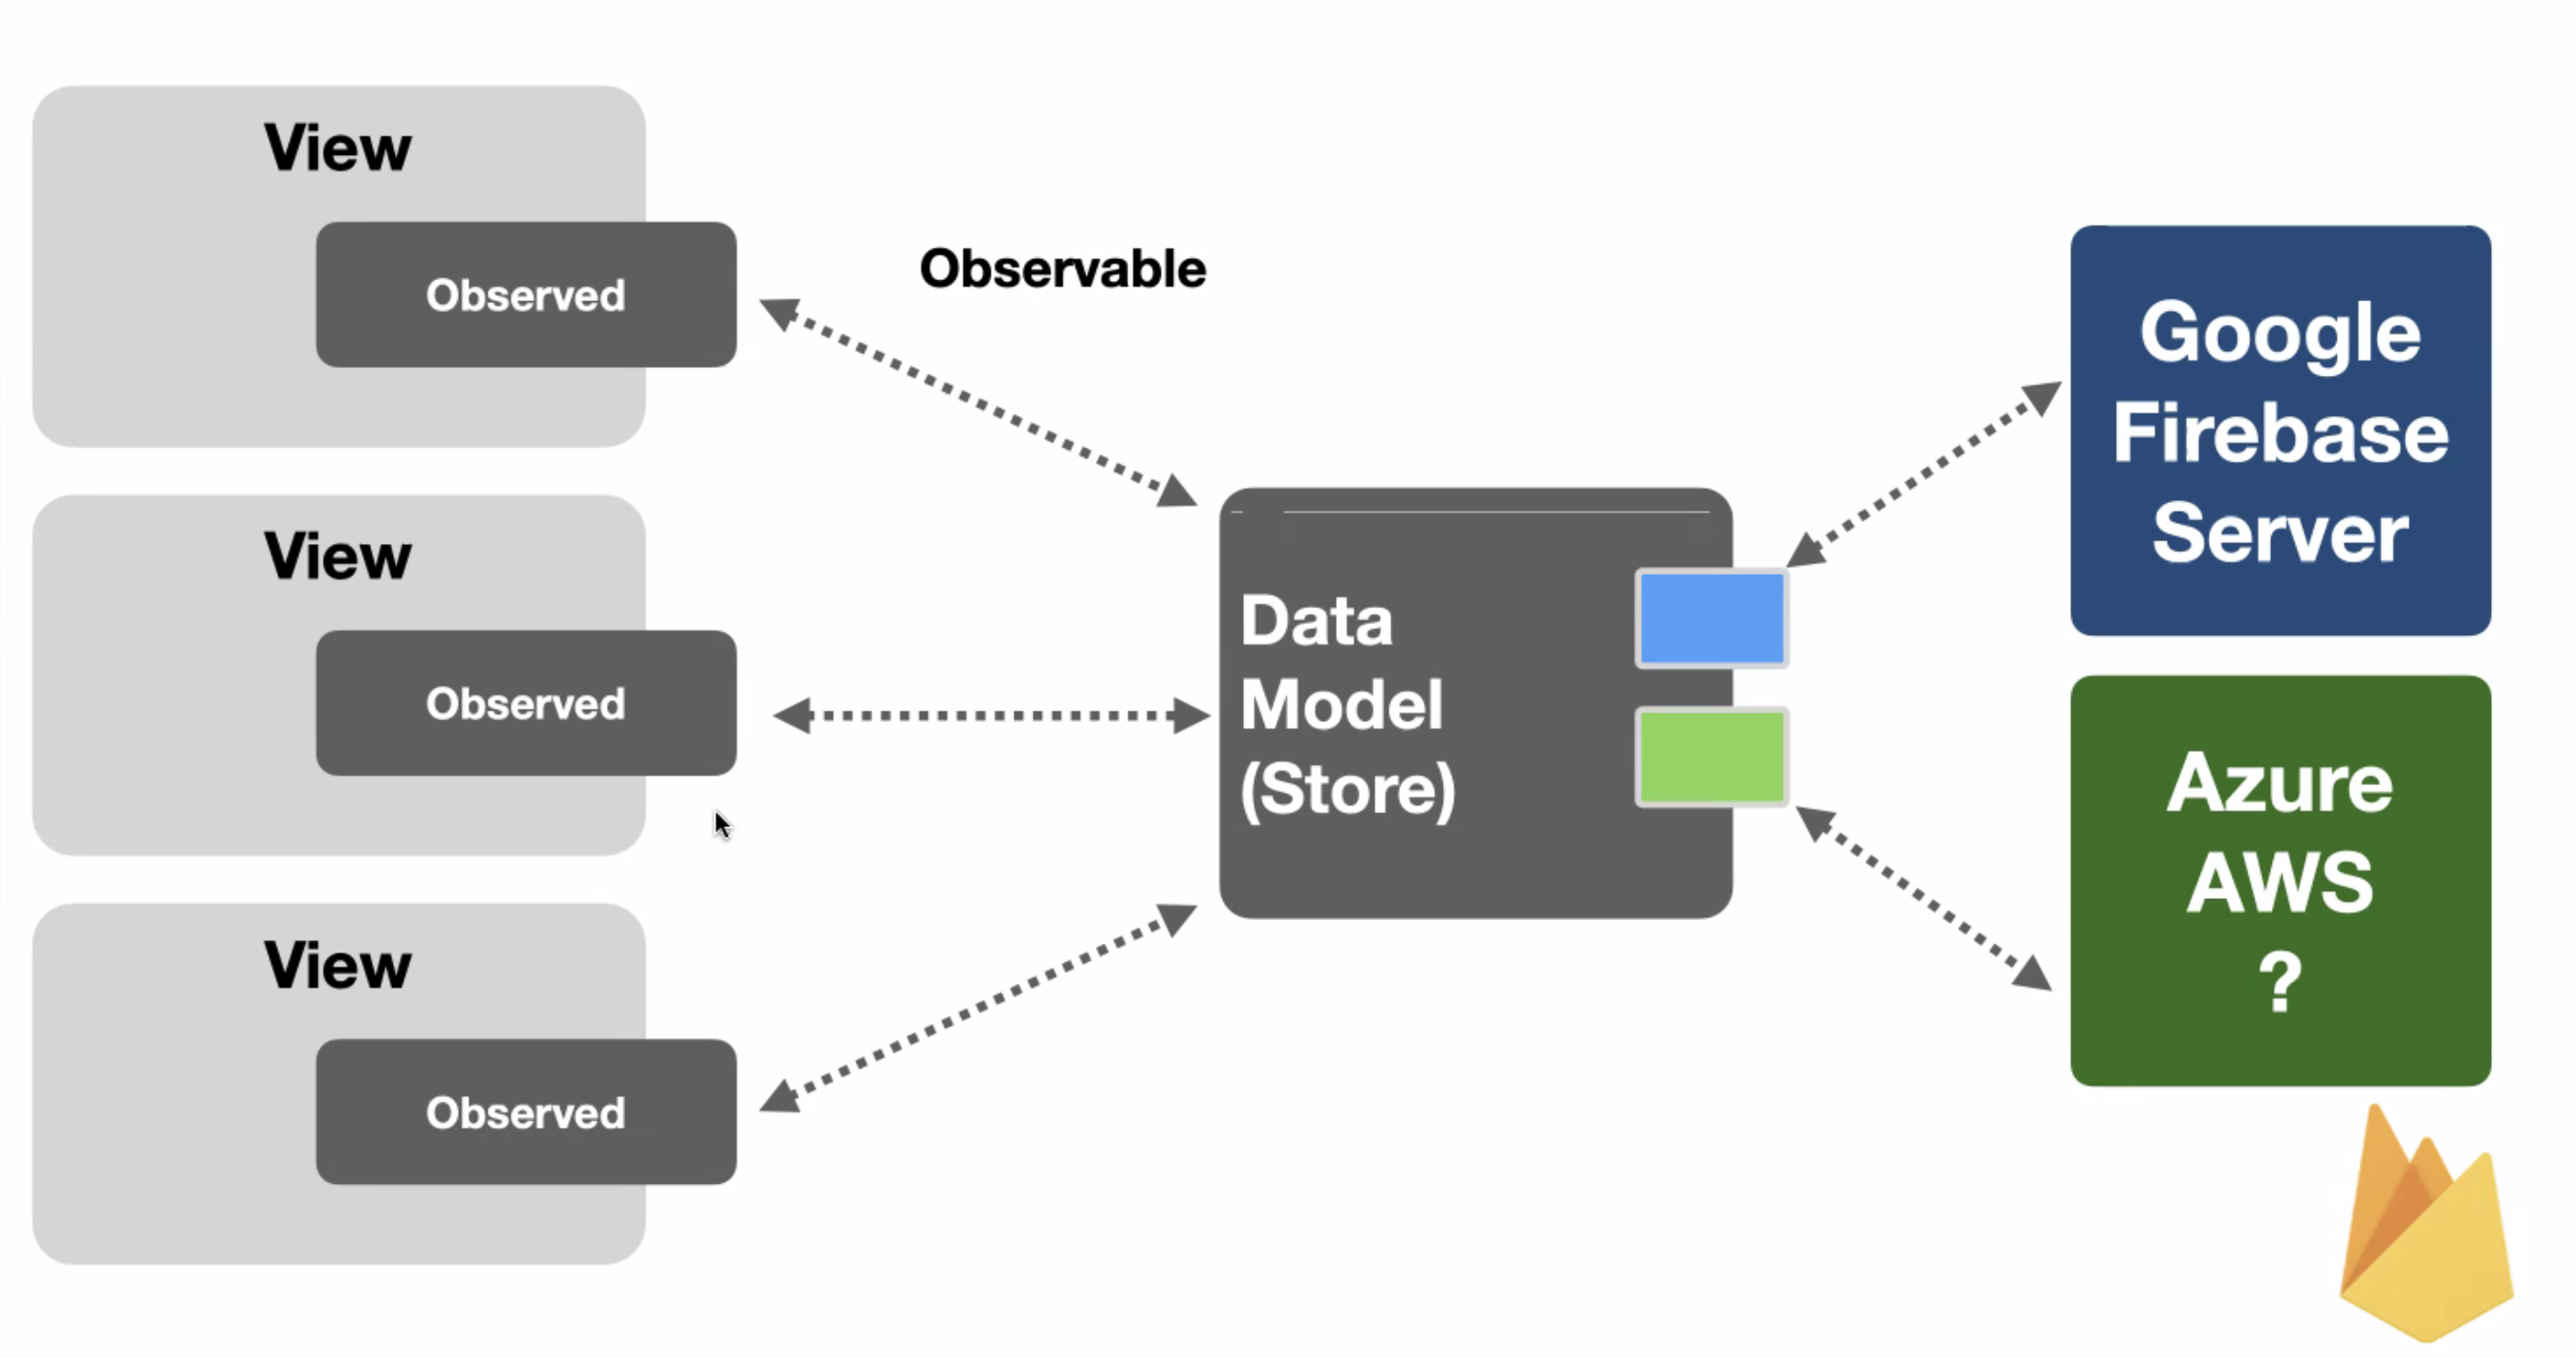 View
Observed
View
Observed
View
Observed
Observable
Data
Model
(Store)
Google
Firebase
Server
Azure
AWS
?